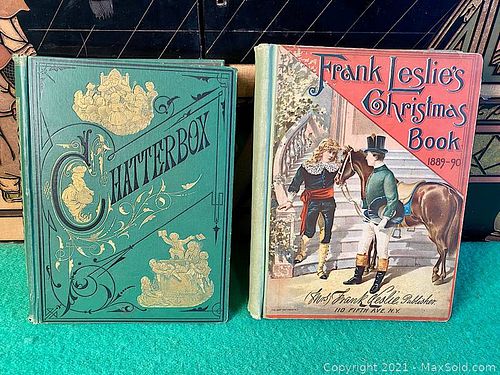 CHATTERBOX
Frank Leslie's
Christmas
Book
1889-90
(Mrs) Frank Leslie Publisher
110 FIFTH AVE. N.Y.
Copyright 2021 - MaxSold.com